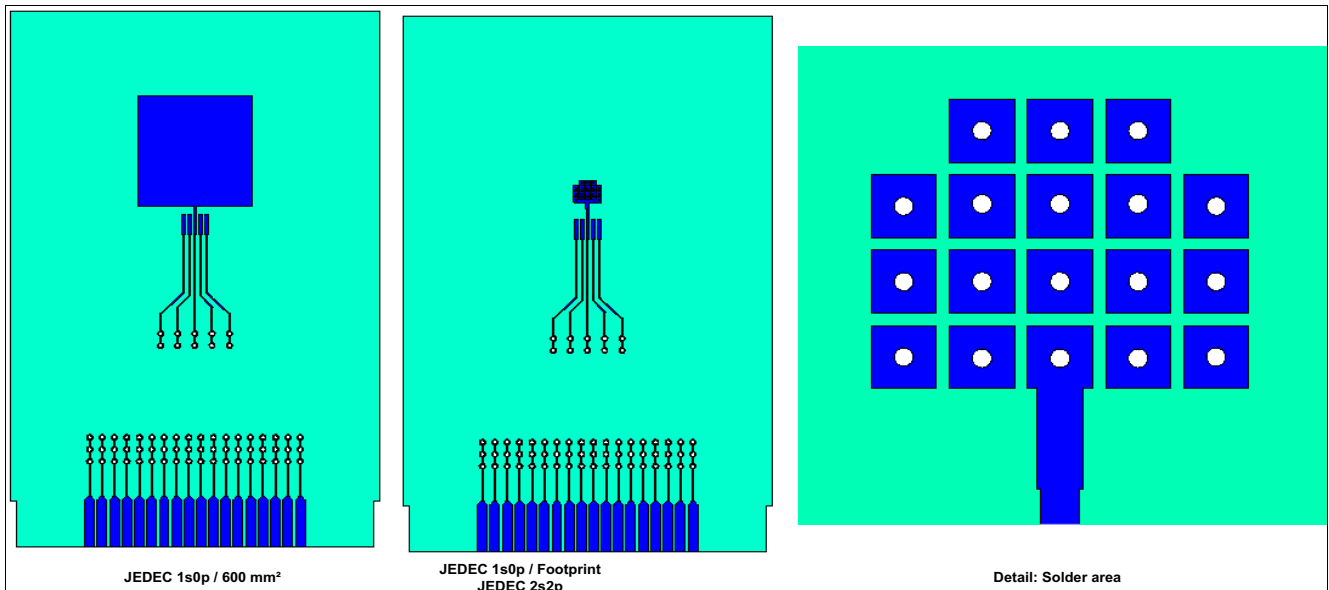 JEDEC 1s0p / 600 mm²
JEDEC 1s0p / Footprint
JEDEC 2s2p
Detail: Solder area